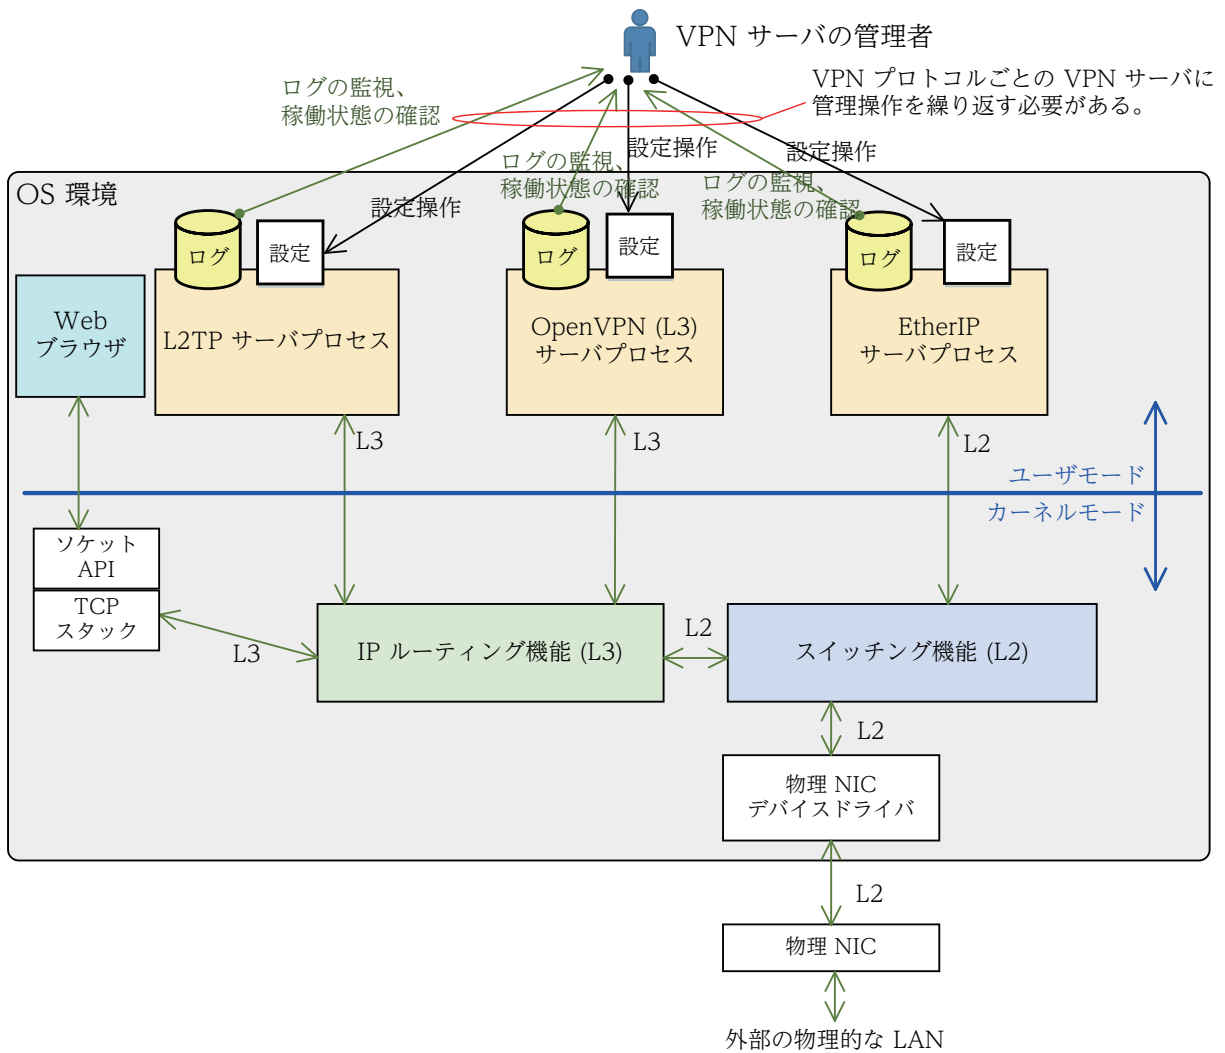 VPN サーバの管理者
VPN プロトコルごとの VPN サーバに
管理操作を繰り返す必要がある。
ログの監視、
稼働状態の確認
ログの監視、
稼働状態の確認
ログの監視、
稼働状態の確認
設定操作
設定操作
設定操作
OS 環境
ログ
設定
ログ
設定
ログ
設定
Web
ブラウザ
L2TP サーバプロセス
OpenVPN (L3)
サーバプロセス
EtherIP
サーバプロセス
L3
L3
L2
ユーザモード
カーネルモード
ソケット
API
TCP
スタック
L3
IP ルーティング機能 (L3)
L2
スイッチング機能 (L2)
L2
物理 NIC
デバイスドライバ
L2
物理 NIC
外部の物理的な LAN